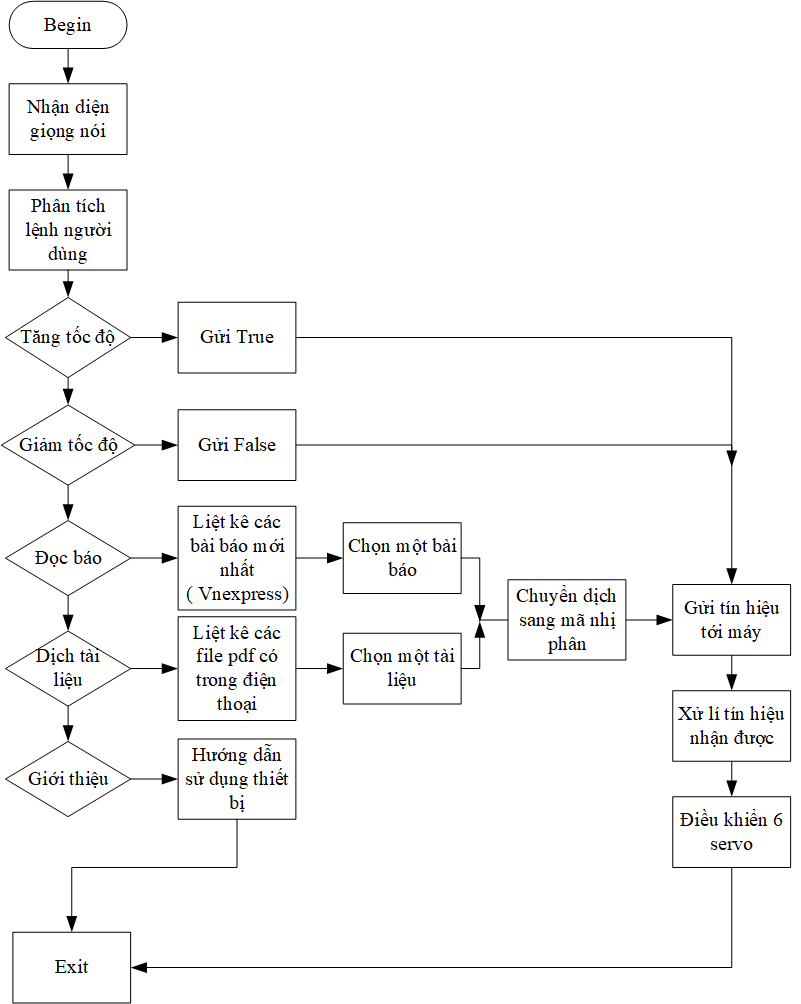 Begin
Nhận diện
giọng nói
Phân tích
lệnh người
dùng
Tăng tốc độ
Gửi True
Giảm tốc độ
Gửi False
Đọc báo
Liệt kê các
bài báo mới
nhất
( Vnexpress)
Chọn một bài
báo
Dịch tài
liệu
Liệt kê các
file pdf có
trong điện
thoại
Chọn một tài
liệu
Chuyển dịch
sang mã nhị
phân
Gửi tín hiệu
tới máy
Xử lí tín hiệu
nhận được
Điều khiển 6
servo
Giới thiệu
Hướng dẫn
sử dụng thiết
bị
Exit